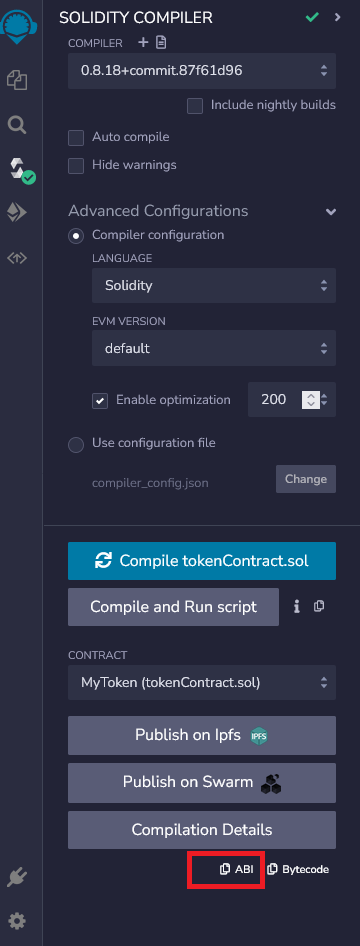 SOLIDITY COMPILER
COMPILER
0.8.18+commit.87f61d96
Include nightly builds
Auto compile
Hide warnings
Advanced Configurations
Compiler configuration
LANGUAGE
Solidity
EVM VERSION
default
Enable optimization 200
Use configuration file
compiler_config.json Change
Compile tokenContract.sol
Compile and Run script
CONTRACT
MyToken (tokenContract.sol)
Publish on Ipfs IPFS
Publish on Swarm
Compilation Details
ABI Bytecode